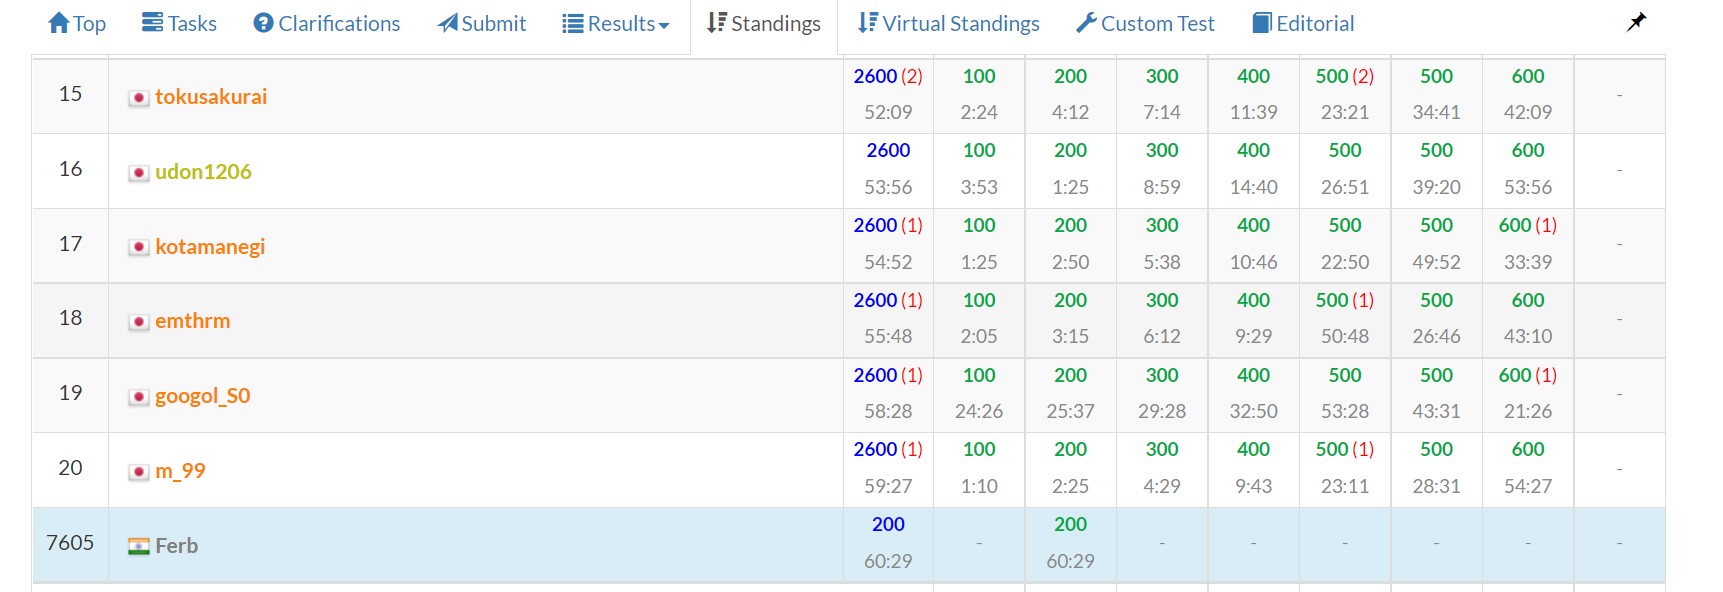 Top Tasks Clarifications Submit Results Standings Virtual Standings Custom Test Editorial
15 tokusakurai 2600 (2) 100 200 300 400 500 (2) 500 600 -
52:09 2:24 4:12 7:14 11:39 23:21 34:41 42:09
16 udon1206 2600 100 200 300 400 500 500 600 -
53:56 3:53 1:25 8:59 14:40 26:51 39:20 53:56
17 kotamanegi 2600 (1) 100 200 300 400 500 500 600 (1) -
54:52 1:25 2:50 5:38 10:46 22:50 49:52 33:39
18 emthrm 2600 (1) 100 200 300 400 500 (1) 500 600 -
55:48 2:05 3:15 6:12 9:29 50:48 26:46 43:10
19 googol_S0 2600 (1) 100 200 300 400 500 500 600 (1) -
58:28 24:26 25:37 29:28 32:50 53:28 43:31 21:26
20 m_99 2600 (1) 100 200 300 400 500 (1) 500 600 -
59:27 1:10 2:25 4:29 9:43 23:11 28:31 54:27
7605 Ferb 200 - 200 - - - - - -
60:29 60:29